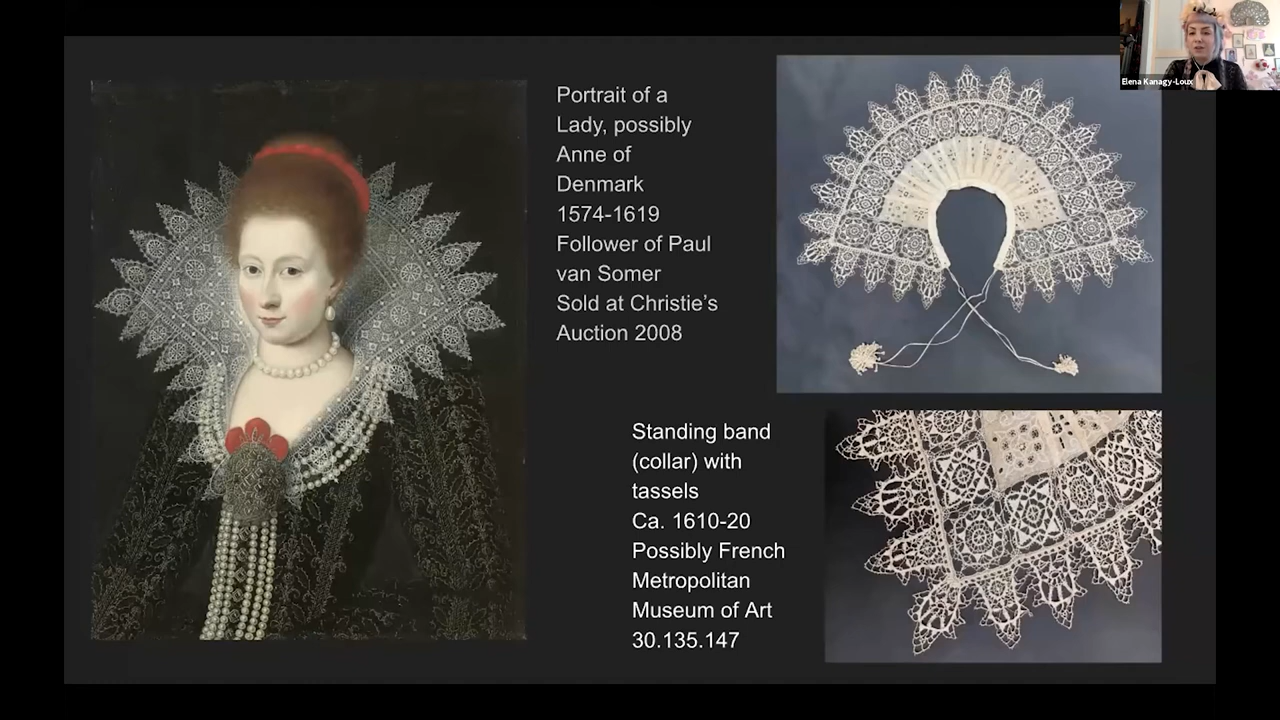 Portrait of a
Lady, possibly
Anne of
Denmark
1574-1619
Follower of Paul
van Somer
Sold at Christie’s
Auction 2008
Standing band
(collar) with
tassels
Ca. 1610-20
Possibly French
Metropolitan
Museum of Art
30.135.147
Elena Kanagy-Loux